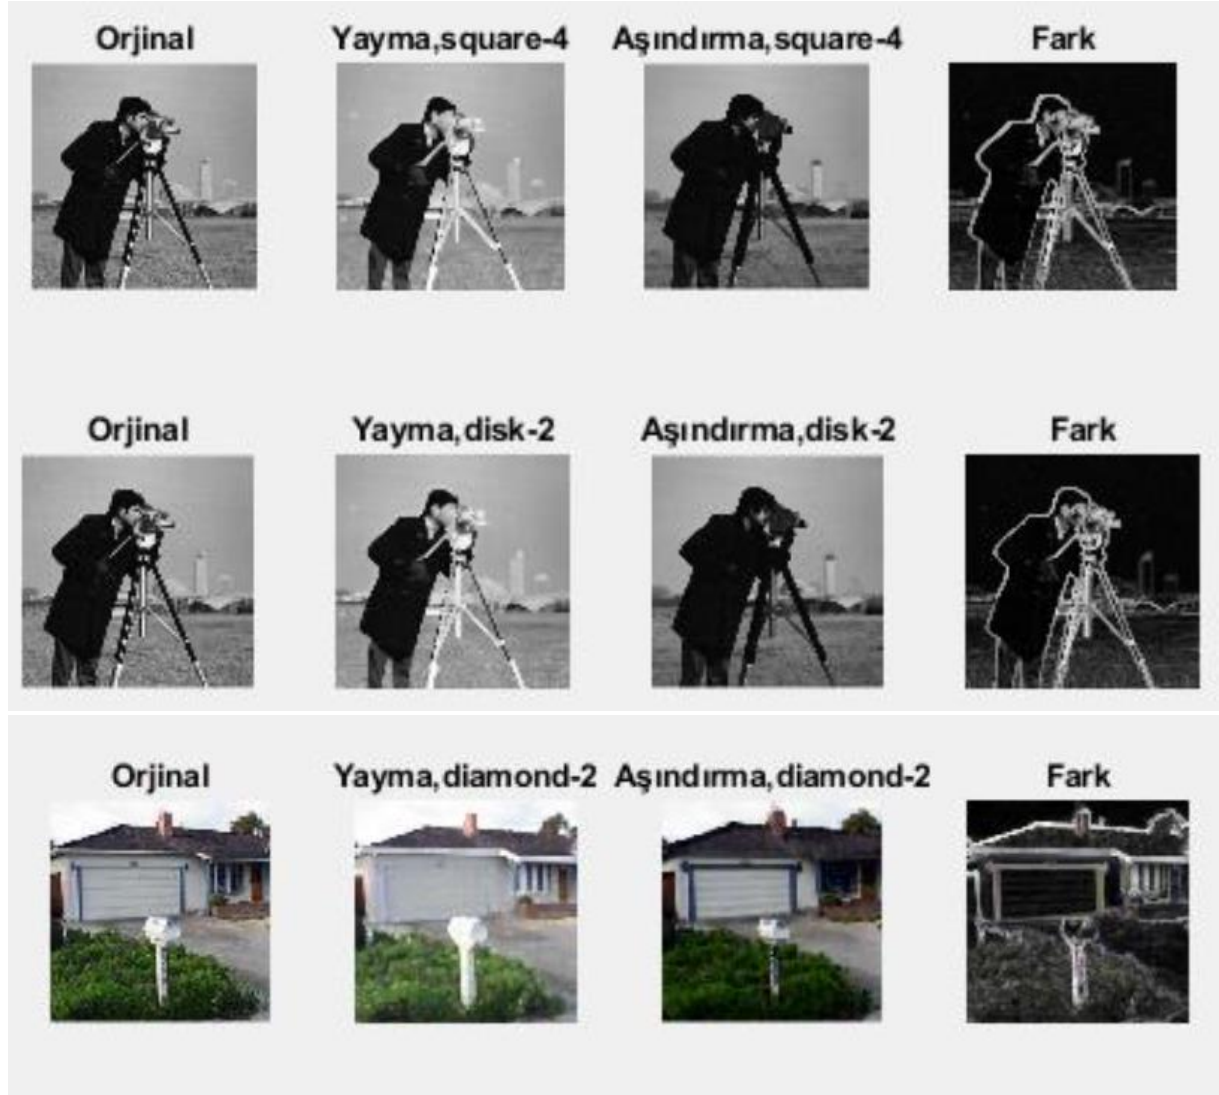 Orjinal Yayma,square-4 Aşındırma,square-4 Fark
Orjinal Yayma,disk-2 Aşındırma,disk-2 Fark
Orjinal Yayma,diamond-2 Aşındırma,diamond-2 Fark